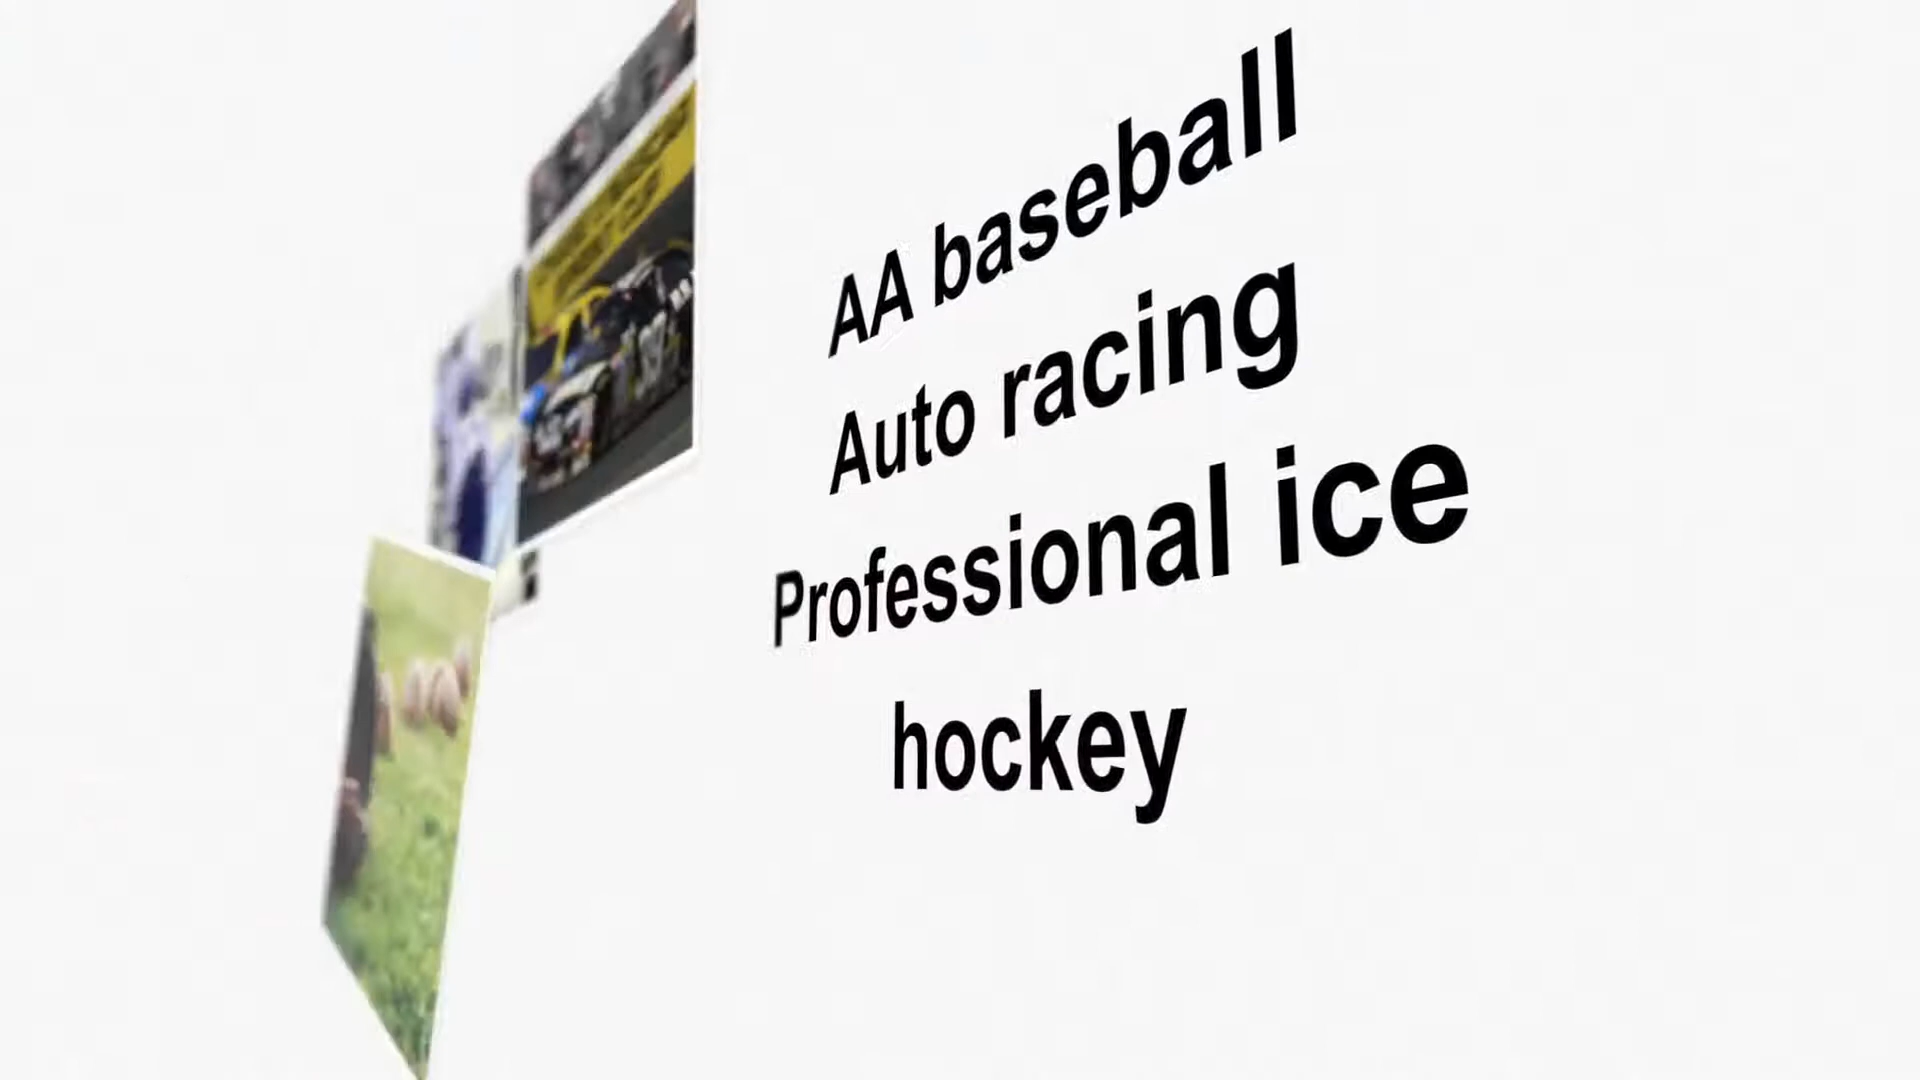 AA baseball
Auto racing
Professional ice
hockey